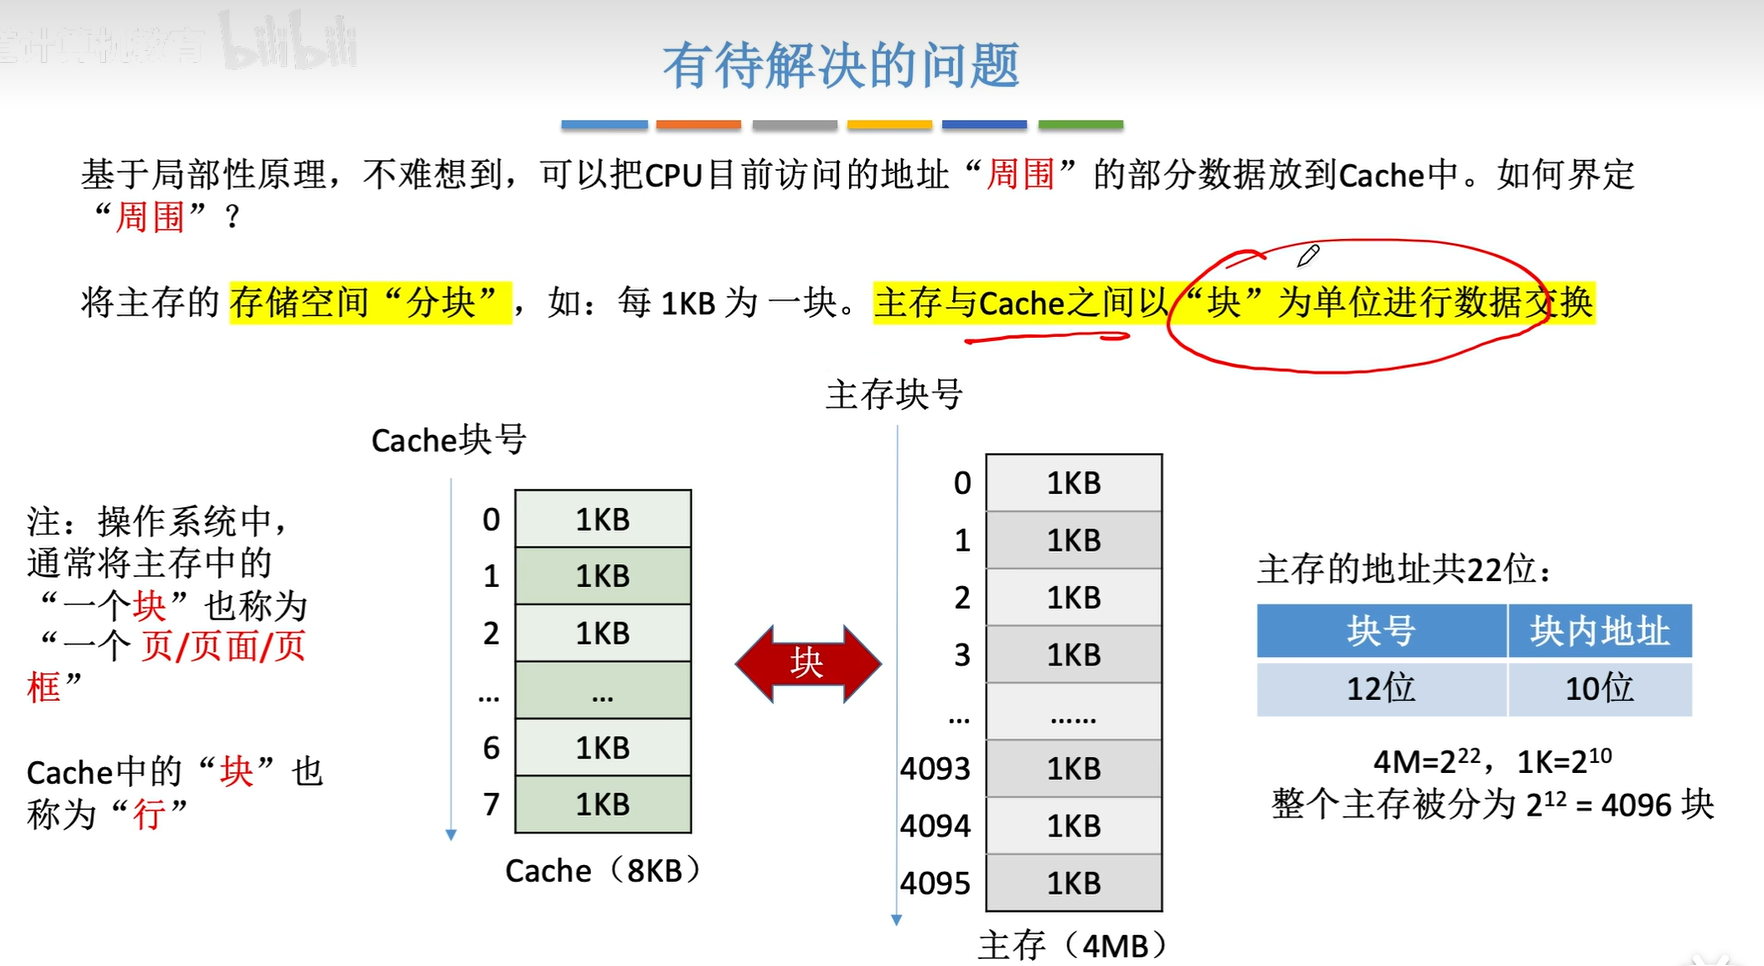 计算机教育 bilibili
有待解决的问题
基于局部性原理，不难想到，可以把CPU目前访问的地址“周围”的部分数据放到Cache中。如何界定
“周围”？
将主存的 存储空间“分块”，如：每 1KB 为 一块。主存与Cache之间以“块”为单位进行数据交换
主存块号
Cache块号
注：操作系统中，
通常将主存中的
“一个块”也称为
“一个 页/页面/页
框”
Cache中的“块”也
称为“行”
0 1KB
1 1KB
2 1KB
... ...
6 1KB
7 1KB
Cache（8KB）
块
0 1KB
1 1KB
2 1KB
3 1KB
... ......
4093 1KB
4094 1KB
4095 1KB
主存（4MB）
主存的地址共22位：
块号 块内地址
12位 10位
4M=2²²，1K=2¹⁰
整个主存被分为 2¹² = 4096 块